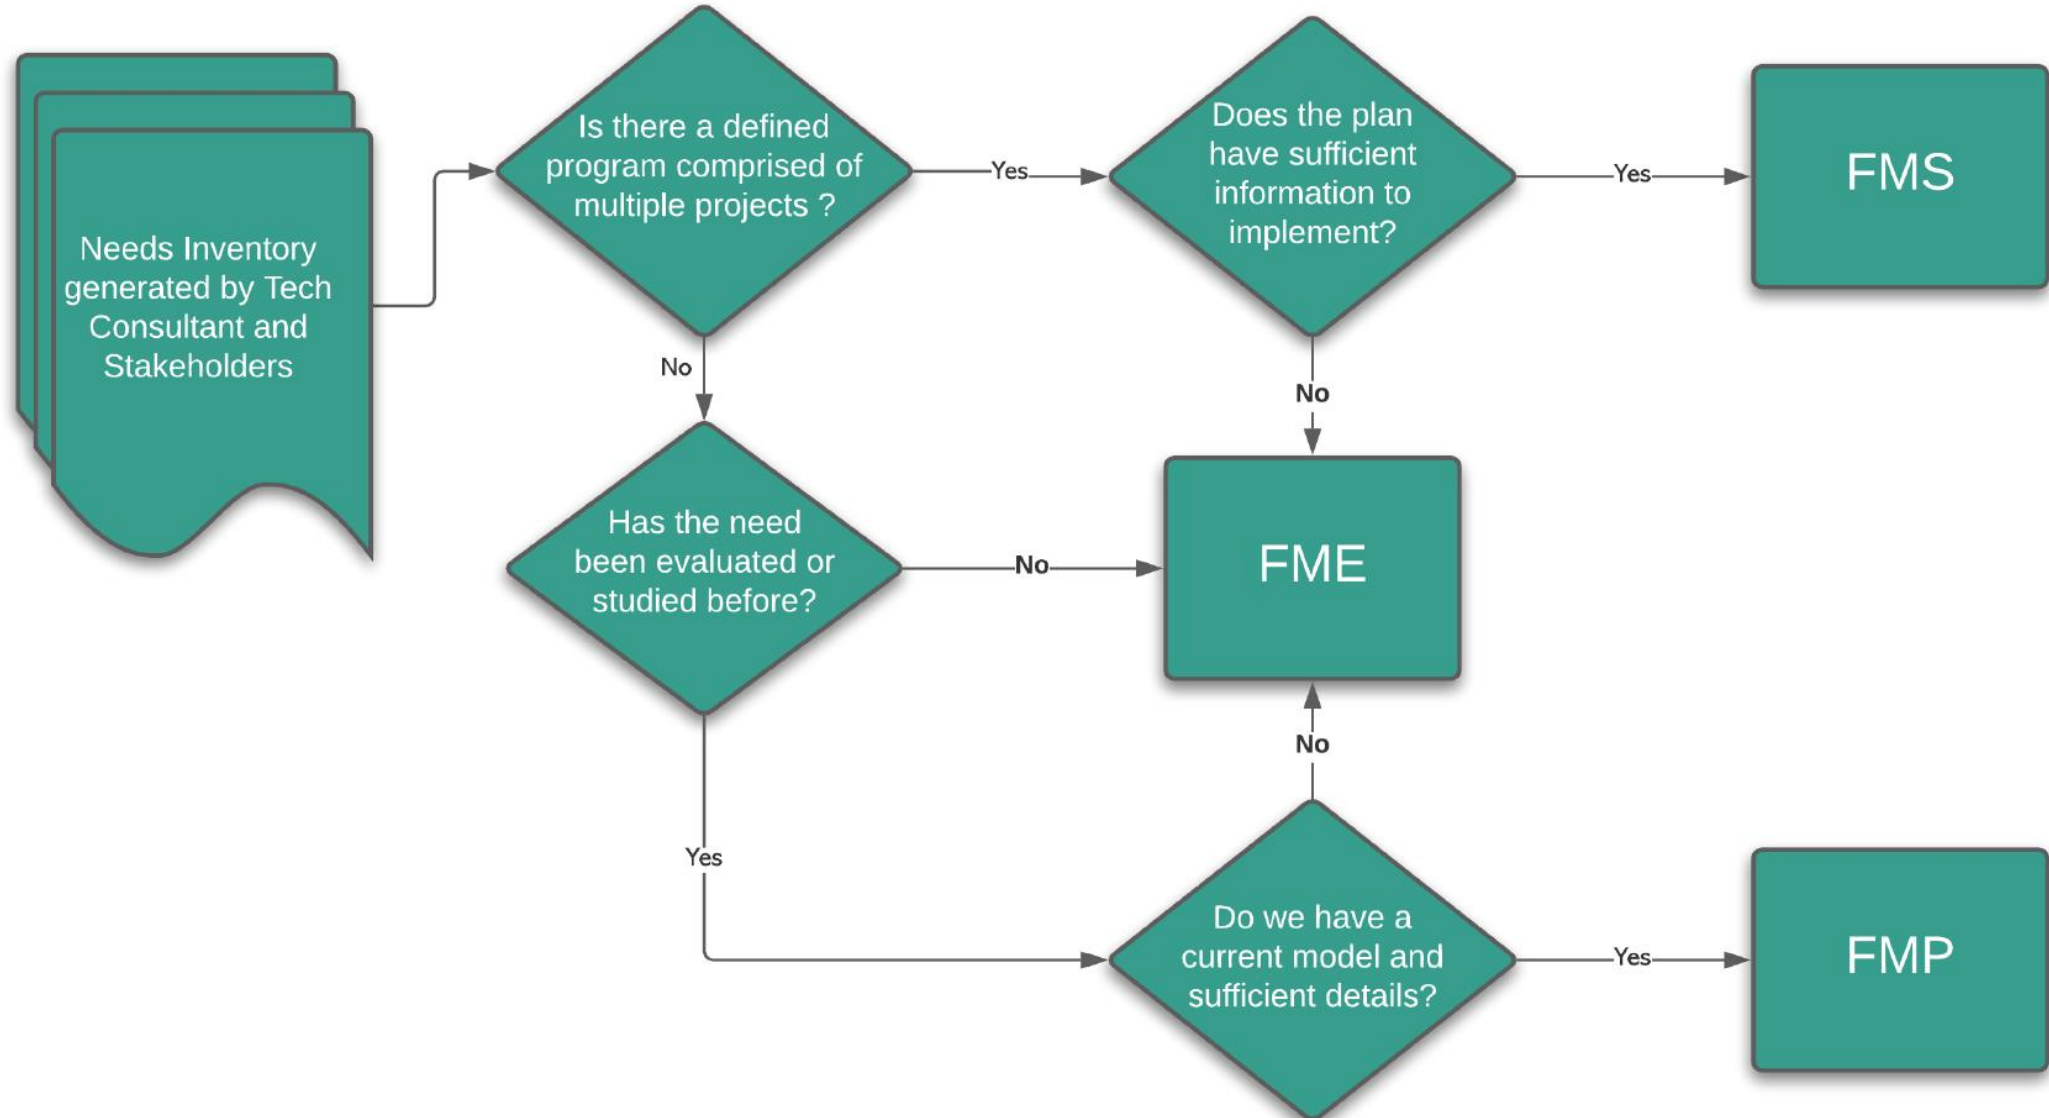 Needs Inventory
generated by Tech
Consultant and
Stakeholders
Is there a defined
program comprised of
multiple projects ?
Yes
Does the plan
have sufficient
information to
implement?
Yes
FMS
No
No
Has the need
been evaluated or
studied before?
No
FME
Yes
No
Do we have a
current model and
sufficient details?
Yes
FMP